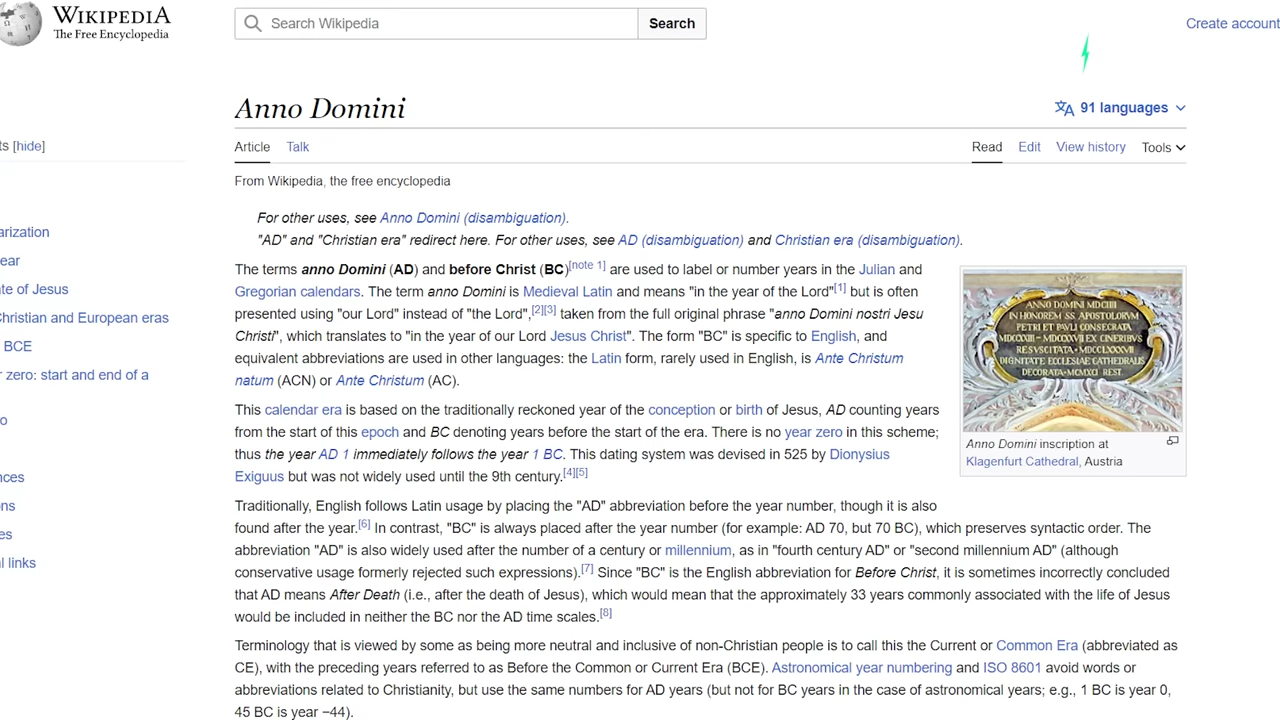 WIKIPEDIA
The Free Encyclopedia
Search Wikipedia
Search
Create account
Anno Domini
91 languages
ts [hide]
Article Talk
Read Edit View history Tools
From Wikipedia, the free encyclopedia
For other uses, see Anno Domini (disambiguation).
"AD" and "Christian era" redirect here. For other uses, see AD (disambiguation) and Christian era (disambiguation).
arization
ear
te of Jesus
Christian and European eras
BCE
r zero: start and end of a
o
nces
ns
es
l links
The terms anno Domini (AD) and before Christ (BC)[note 1] are used to label or number years in the Julian and
Gregorian calendars. The term anno Domini is Medieval Latin and means "in the year of the Lord"[1] but is often
presented using "our Lord" instead of "the Lord",[2][3] taken from the full original phrase "anno Domini nostri Jesu
Christi", which translates to "in the year of our Lord Jesus Christ". The form "BC" is specific to English, and
equivalent abbreviations are used in other languages: the Latin form, rarely used in English, is Ante Christum
natum (ACN) or Ante Christum (AC).
This calendar era is based on the traditionally reckoned year of the conception or birth of Jesus, AD counting years
from the start of this epoch and BC denoting years before the start of the era. There is no year zero in this scheme;
thus the year AD 1 immediately follows the year 1 BC. This dating system was devised in 525 by Dionysius
Exiguus but was not widely used until the 9th century.[4][5]
ANNO DOMINI MDCIIII
IN HONOREM SS APOSTOLORVM
PETRI ET PAVLI CONSECRATA
MDCCXXIII - MDCCXXVII EX CINERIBVS
RESVSCITATA · MDCCLXXXVII
DIGNITATE ECCLESIAE CATHEDRALIS
DECORATA · MCMXCI REST.
Anno Domini inscription at
Klagenfurt Cathedral, Austria
Traditionally, English follows Latin usage by placing the "AD" abbreviation before the year number, though it is also
found after the year.[6] In contrast, "BC" is always placed after the year number (for example: AD 70, but 70 BC), which preserves syntactic order. The
abbreviation "AD" is also widely used after the number of a century or millennium, as in "fourth century AD" or "second millennium AD" (although
conservative usage formerly rejected such expressions).[7] Since "BC" is the English abbreviation for Before Christ, it is sometimes incorrectly concluded
that AD means After Death (i.e., after the death of Jesus), which would mean that the approximately 33 years commonly associated with the life of Jesus
would be included in neither the BC nor the AD time scales.[8]
Terminology that is viewed by some as being more neutral and inclusive of non-Christian people is to call this the Current or Common Era (abbreviated as
CE), with the preceding years referred to as Before the Common or Current Era (BCE). Astronomical year numbering and ISO 8601 avoid words or
abbreviations related to Christianity, but use the same numbers for AD years (but not for BC years in the case of astronomical years; e.g., 1 BC is year 0,
45 BC is year −44).